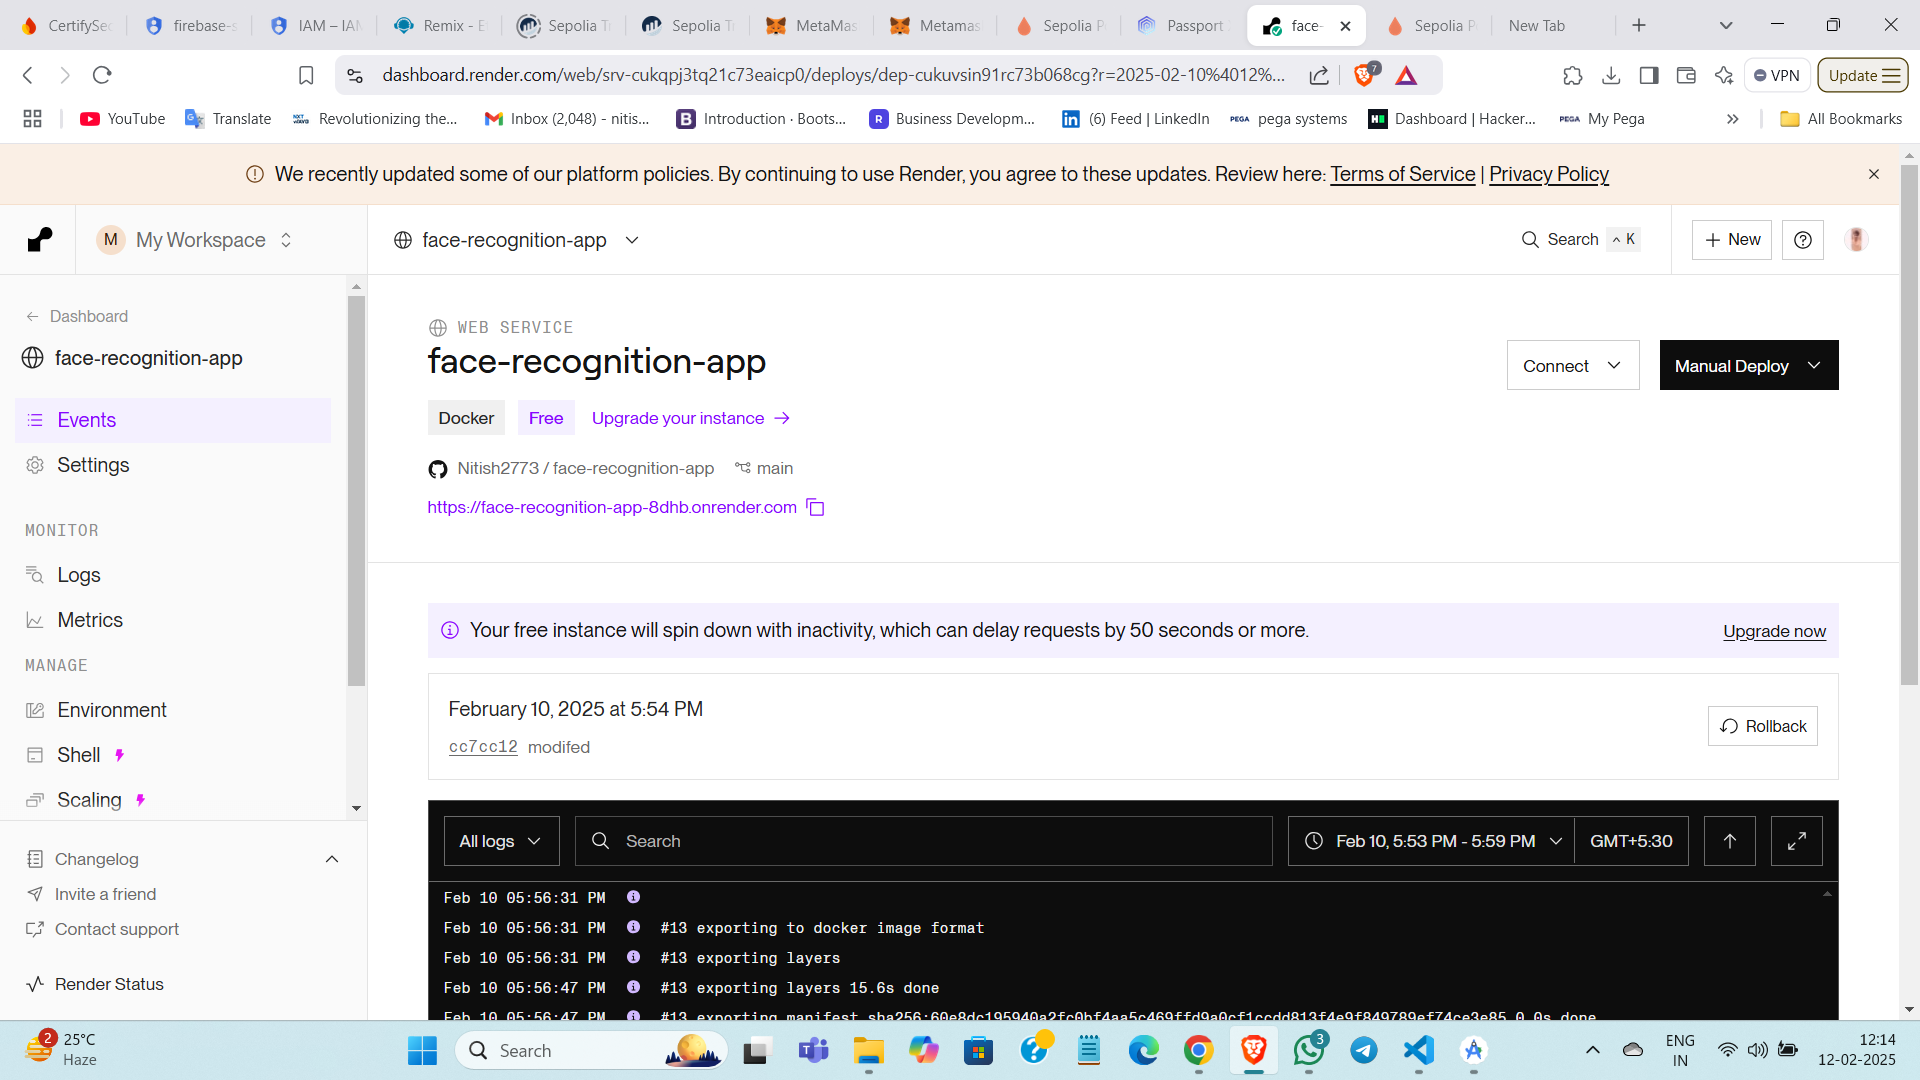 CertifySec
firebase-s
IAM – IAN
Remix - E
Sepolia T
Sepolia T
MetaMas
Metamas
Sepolia P
Passport
face-
Sepolia P
New Tab
dashboard.render.com/web/srv-cukqpj3tq21c73eaicp0/deploys/dep-cukuvsin91rc73b068cg?r=2025-02-10%4012%...
7
VPN
Update
YouTube
Translate
Revolutionizing the...
Inbox (2,048) - nitis...
Introduction · Boots...
Business Developm...
(6) Feed | LinkedIn
PEGA pega systems
Dashboard | Hacker...
PEGA My Pega
All Bookmarks
We recently updated some of our platform policies. By continuing to use Render, you agree to these updates. Review here: Terms of Service | Privacy Policy
M My Workspace
face-recognition-app
Search ^ K
+ New
Dashboard
face-recognition-app
Events
Settings
MONITOR
Logs
Metrics
MANAGE
Environment
Shell
Scaling
Changelog
Invite a friend
Contact support
Render Status
WEB SERVICE
face-recognition-app
Connect
Manual Deploy
Docker
Free
Upgrade your instance
Nitish2773 / face-recognition-app
main
https://face-recognition-app-8dhb.onrender.com
Your free instance will spin down with inactivity, which can delay requests by 50 seconds or more.
Upgrade now
February 10, 2025 at 5:54 PM
cc7cc12 modifed
Rollback
All logs
Search
Feb 10, 5:53 PM - 5:59 PM
GMT+5:30
Feb 10 05:56:31 PM
Feb 10 05:56:31 PM #13 exporting to docker image format
Feb 10 05:56:31 PM #13 exporting layers
Feb 10 05:56:47 PM #13 exporting layers 15.6s done
Feb 10 05:56:47 PM #13 exporting manifest sha256:60e8dc195940a2fc0bf4aa5c469ffd9a0cf1ccdd813f4e9f849789ef74ce3e85 0.0s done
2
25°C
Haze
Search
3
ENG
IN
12:14
12-02-2025